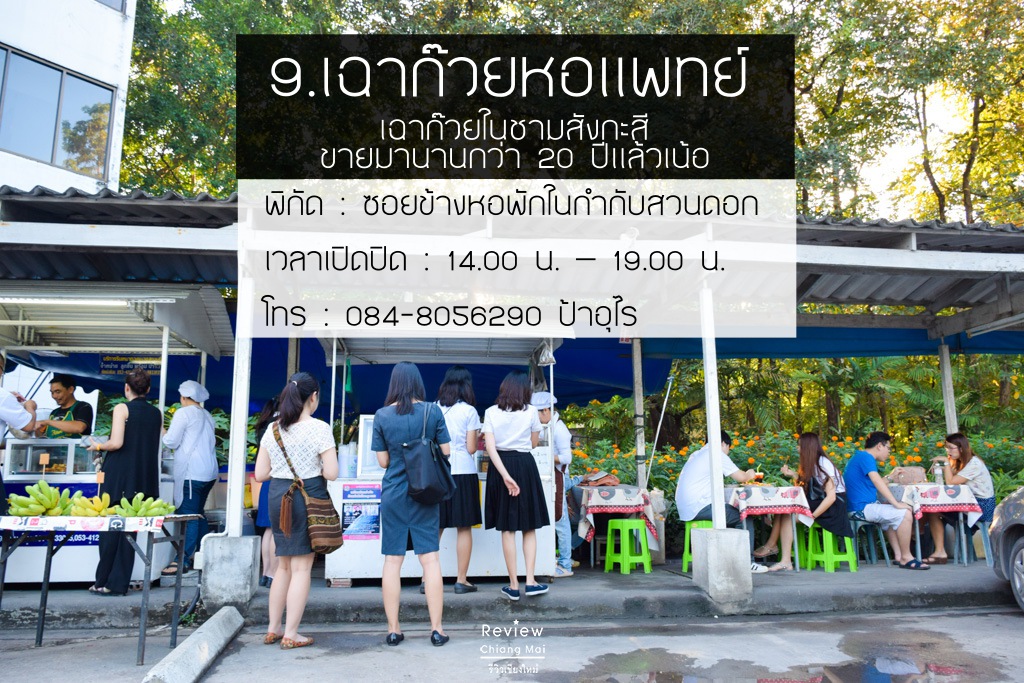 9.เฉาก๊วยหอแพทย์
เฉาก๊วยในชามสังกะสี
ขายมานานกว่า 20 ปีแล้วเน้อ
พิกัด : ซอยข้างหอพักในกำกับสวนดอก
เวลาเปิดปิด : 14.00 น. – 19.00 น.
โทร : 084-8056290 ป้าอุไร
Review
Chiang Mai
รีวิวเชียงใหม่